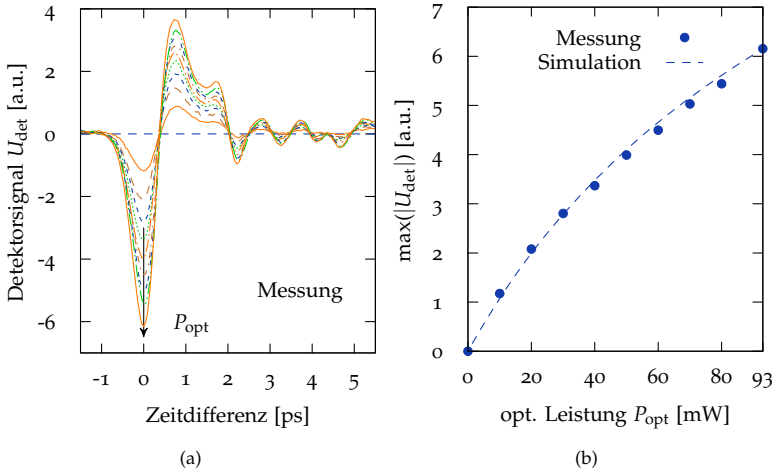 4
2
0
-2
-4
-6
Detektorsignal U_det [a.u.]
Messung
P_opt
-1
0
1
2
3
4
5
Zeitdifferenz [ps]
(a)
7
6
5
4
3
2
1
0
max(|U_det|) [a.u.]
Messung
Simulation
0
20
40
60
80
93
opt. Leistung P_opt [mW]
(b)